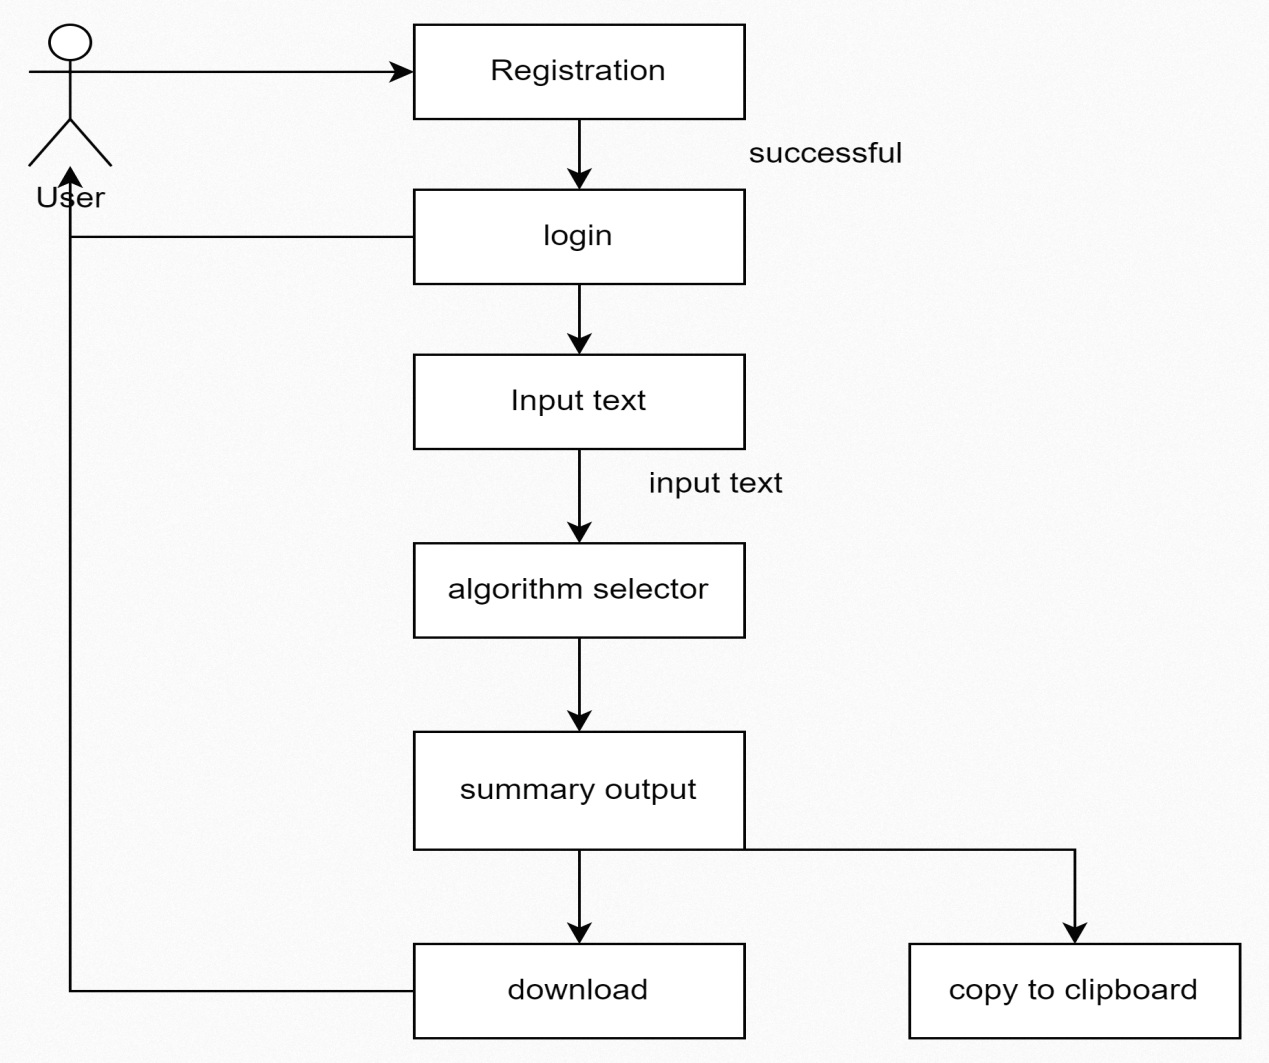 Registration
successful
User
login
Input text
input text
algorithm selector
summary output
download
copy to clipboard